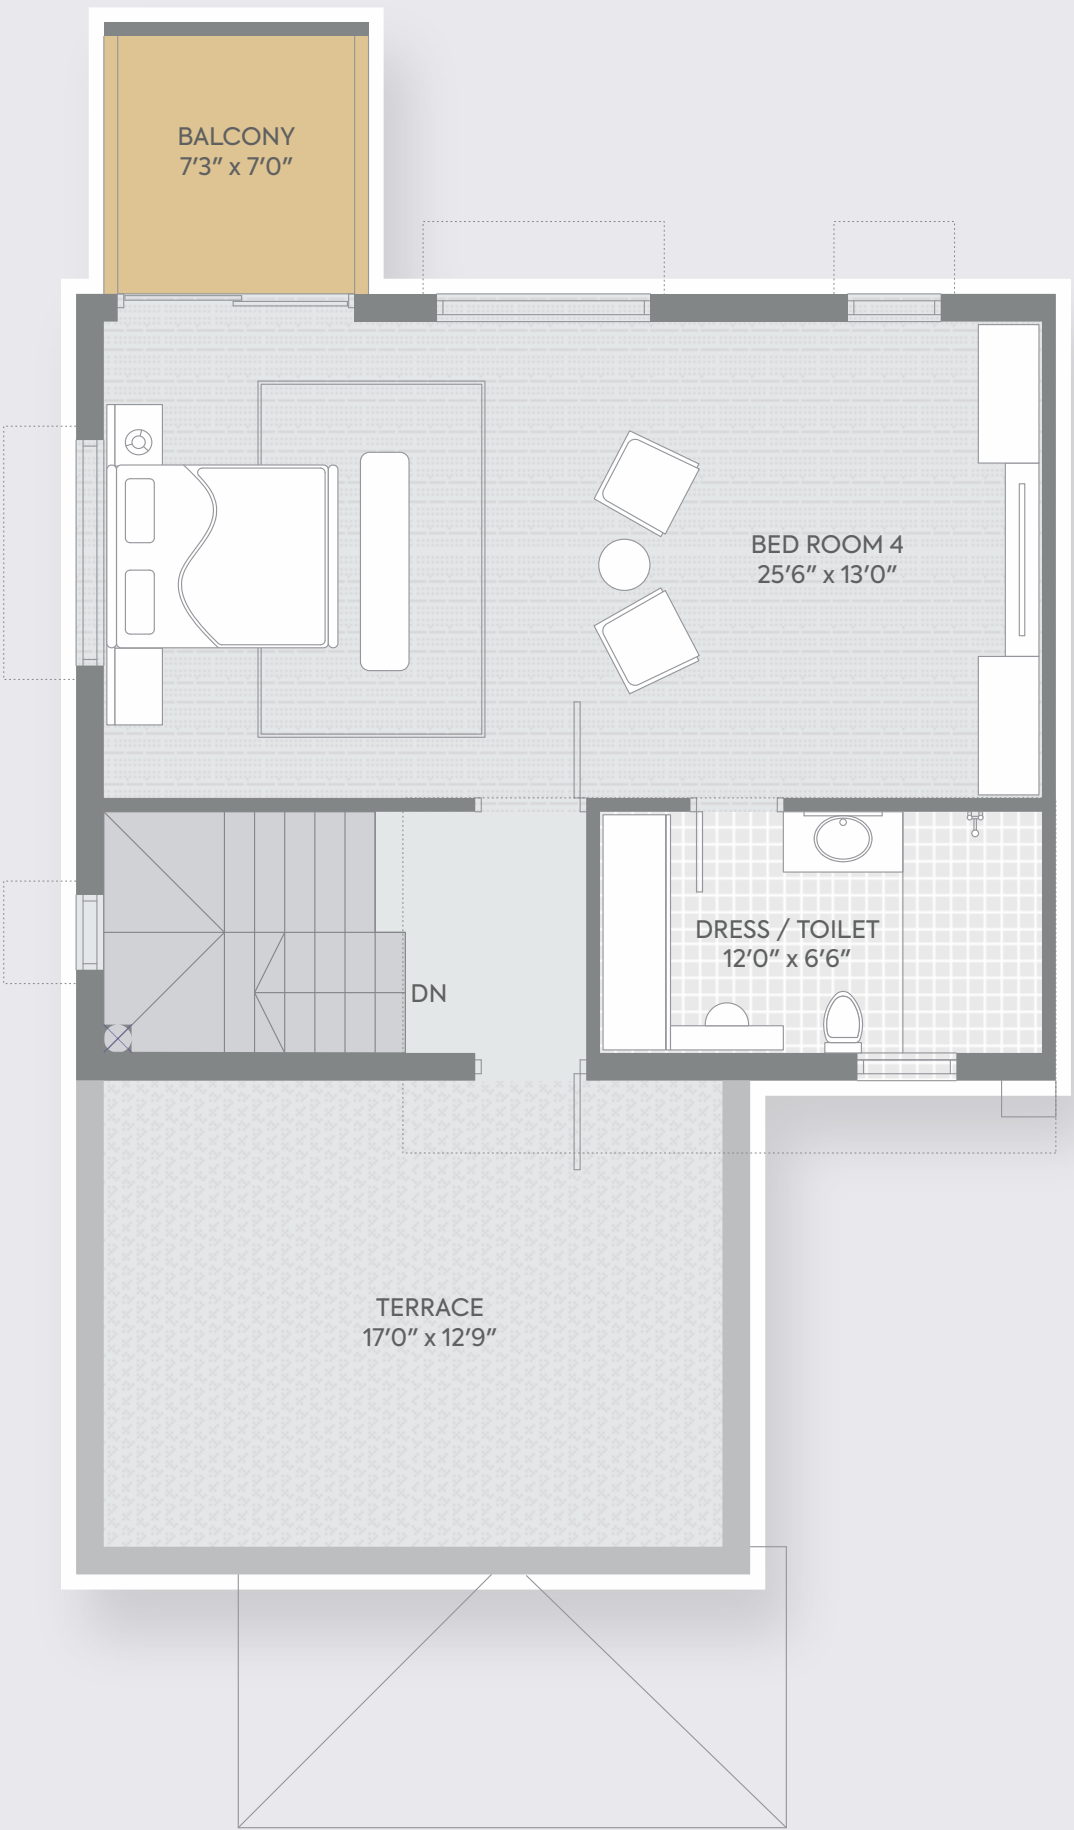 BALCONY
7’3” x 7’0”
BED ROOM 4
25’6” x 13’0”
DRESS / TOILET
12’0” x 6’6”
DN
TERRACE
17’0” x 12’9”